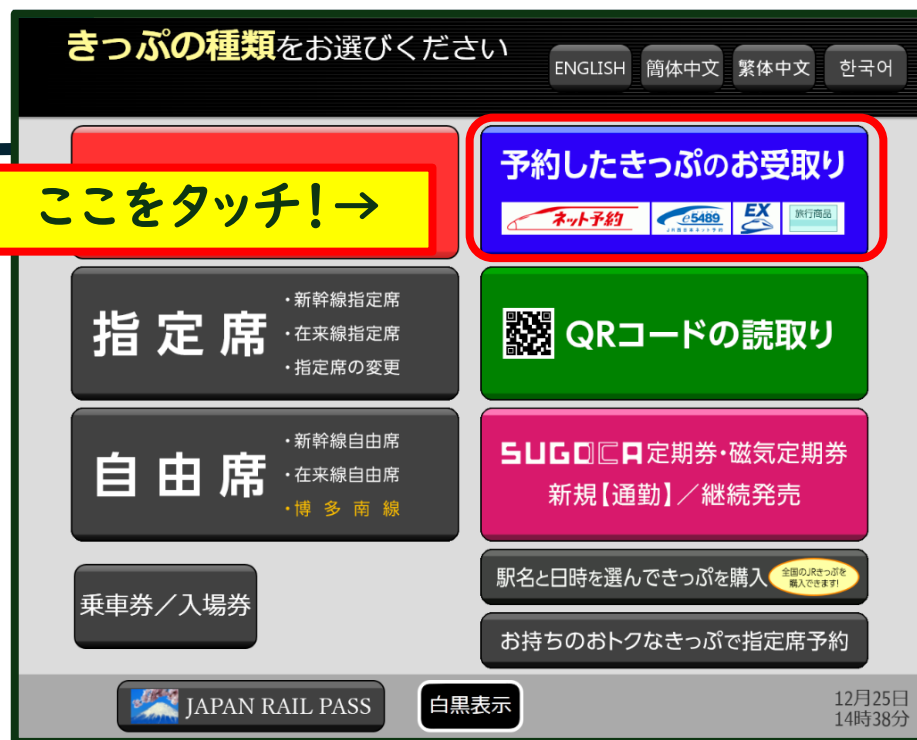 きっぷの種類をお選びください
ENGLISH 簡体中文 繁体中文 한국어
ここをタッチ!→
予約したきっぷのお受取り
ネット予約 e5489 EX 旅行商品
指定席
・新幹線指定席
・在来線指定席
・指定席の変更
QRコードの読取り
自由席
・新幹線自由席
・在来線自由席
・博多南線
SUGOCA定期券・磁気定期券
新規【通勤】／継続発売
乗車券／入場券
駅名と日時を選んできっぷを購入
全国のJRきっぷを
購入できます!
お持ちのおトクなきっぷで指定席予約
JAPAN RAIL PASS
白黒表示
12月25日
14時38分